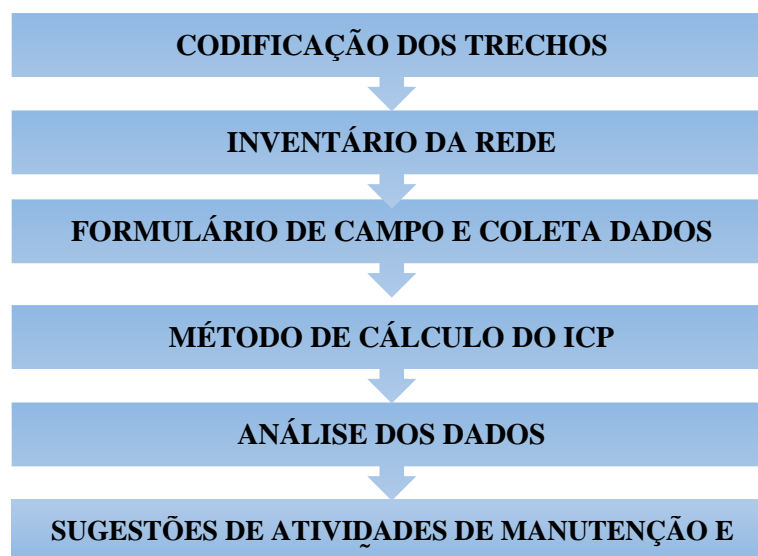 CODIFICAÇÃO DOS TRECHOS
INVENTÁRIO DA REDE
FORMULÁRIO DE CAMPO E COLETA DADOS
MÉTODO DE CÁLCULO DO ICP
ANÁLISE DOS DADOS
SUGESTÕES DE ATIVIDADES DE MANUTENÇÃO E